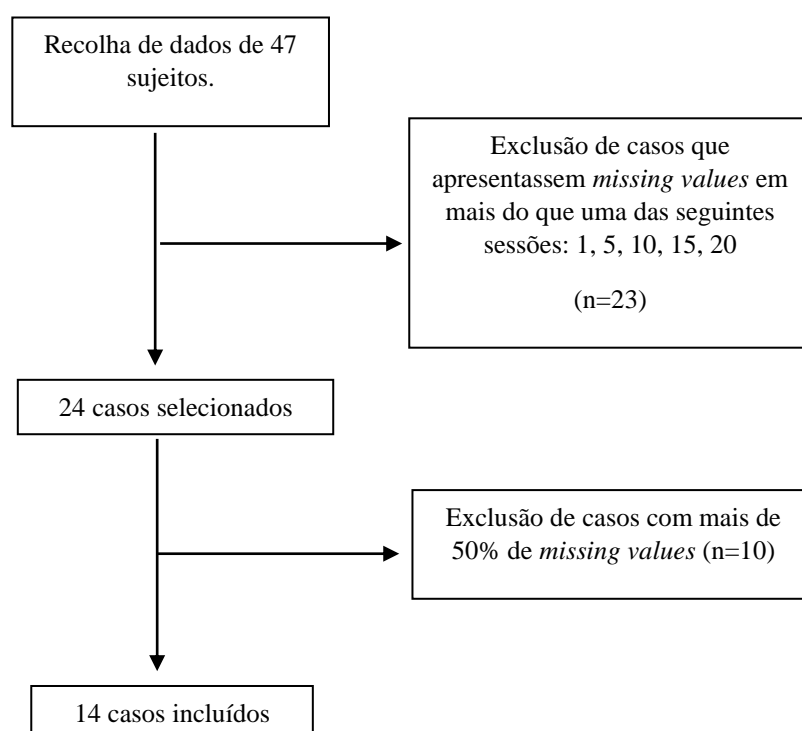 Recolha de dados de 47
sujeitos.
Exclusão de casos que
apresentassem missing values em
mais do que uma das seguintes
sessões: 1, 5, 10, 15, 20
(n=23)
24 casos selecionados
Exclusão de casos com mais de
50% de missing values (n=10)
14 casos incluídos